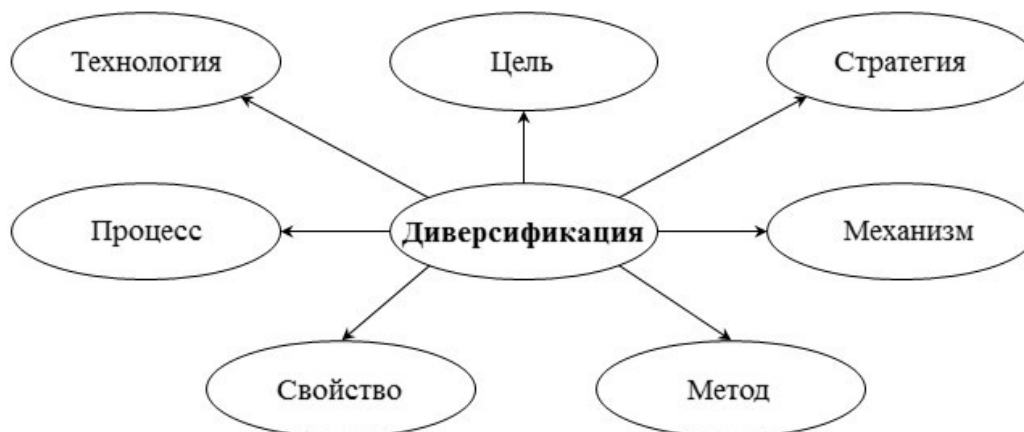 Технология
Цель
Стратегия
Процесс
Диверсификация
Механизм
Свойство
Метод